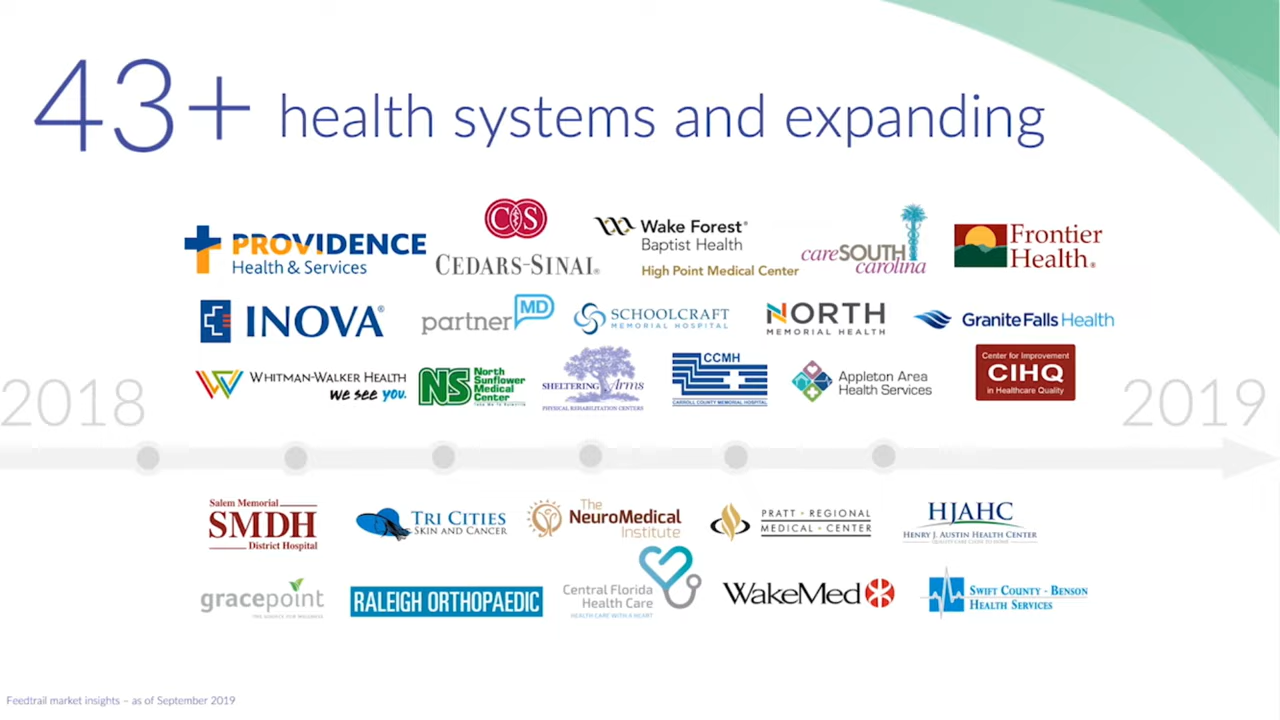 43+ health systems and expanding
PROVIDENCE
Health & Services
CS
CEDARS-SINAI®
Wake Forest®
Baptist Health
High Point Medical Center
careSOUTH
carolina
Frontier
Health®
INOVA®
partner MD
SCHOOLCRAFT
MEMORIAL HOSPITAL
NORTH
MEMORIAL HEALTH
Granite Falls Health
WHITMAN-WALKER HEALTH
we see you.
NS
North
Sunflower
Medical
Center
SHELTERING Arms
PHYSICAL REHABILITATION CENTERS
CCMH
CARROLL COUNTY MEMORIAL HOSPITAL
Appleton Area
Health Services
Center for Improvement
CIHQ
in Healthcare Quality
2018
2019
Salem Memorial
SMDH
District Hospital
TRI CITIES
SKIN AND CANCER
The
NeuroMedical
Institute
PRATT • REGIONAL
MEDICAL • CENTER
HJAHC
HENRY J. AUSTIN HEALTH CENTER
gracepoint
RALEIGH ORTHOPAEDIC
Central Florida
Health Care
HEALTH CARE WITH A HEART
WakeMed
SWIFT COUNTY - BENSON
HEALTH SERVICES
Feedtrail market insights – as of September 2019